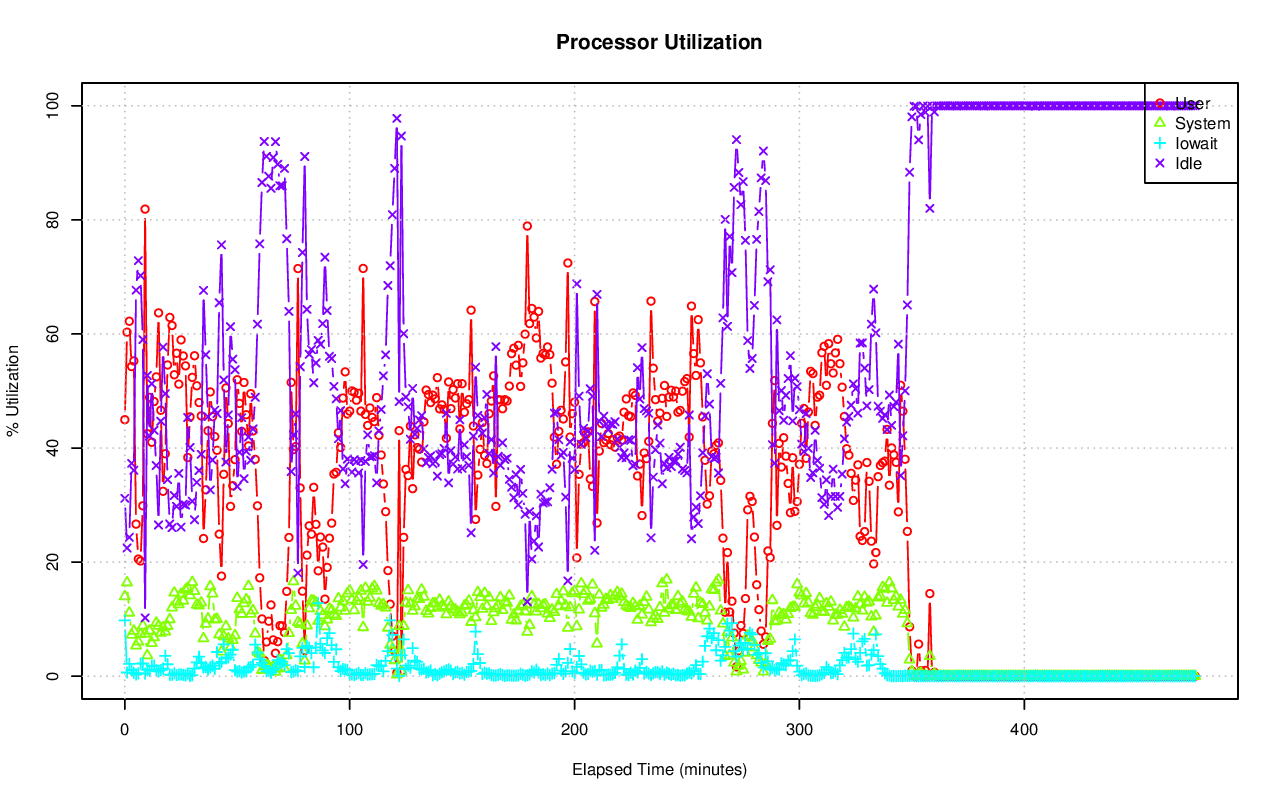 Processor Utilization
% Utilization
100
80
60
40
20
0
User
System
Iowait
Idle
0 100 200 300 400
Elapsed Time (minutes)